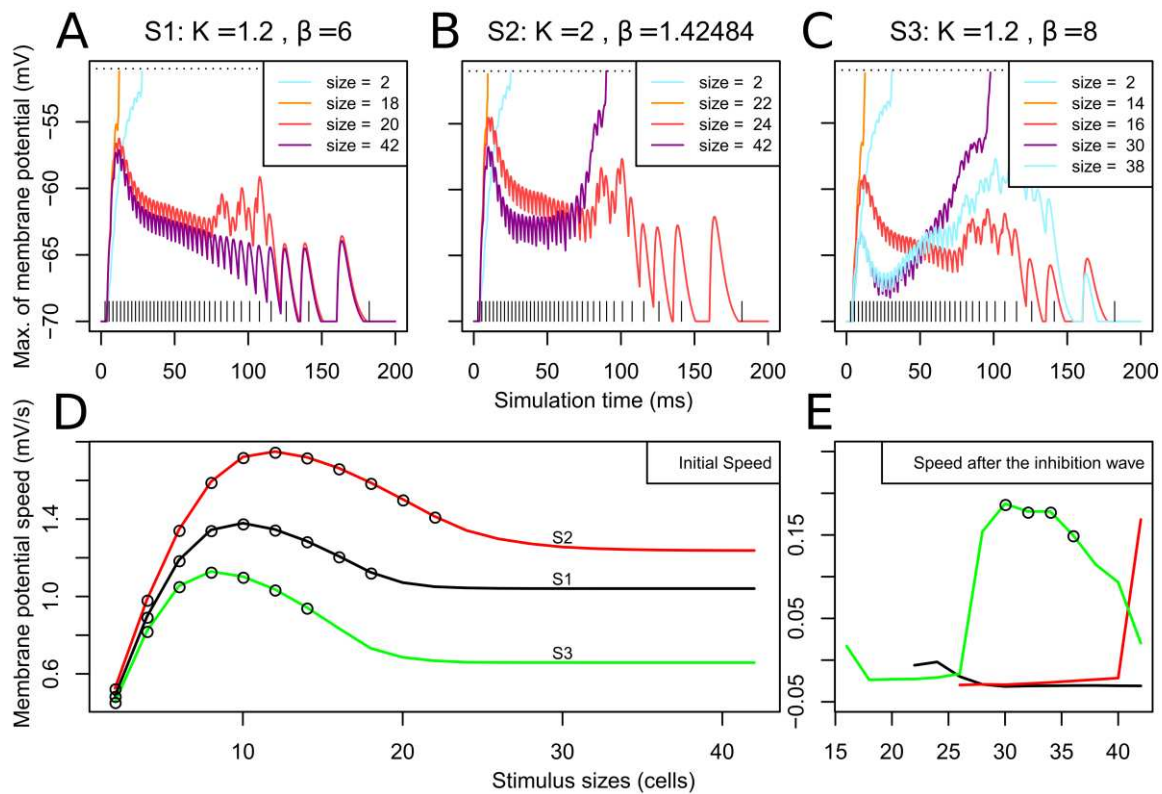 A S1: K =1.2 , β=6
B S2: K =2 , β=1.42484
C S3: K =1.2 , β=8
Max. of membrane potential (mV)
−55
−60
−65
−70
size = 2
size = 18
size = 20
size = 42
size = 2
size = 22
size = 24
size = 42
size = 2
size = 14
size = 16
size = 30
size = 38
0 50 100 150 200
0 50 100 150 200
0 50 100 150 200
Simulation time (ms)
D
E
Membrane potential speed (mV/s)
1.4
1.0
0.6
Initial Speed
S2
S1
S3
10 20 30 40
Stimulus sizes (cells)
Speed after the inhibition wave
0.15
0.05
−0.05
15 20 25 30 35 40